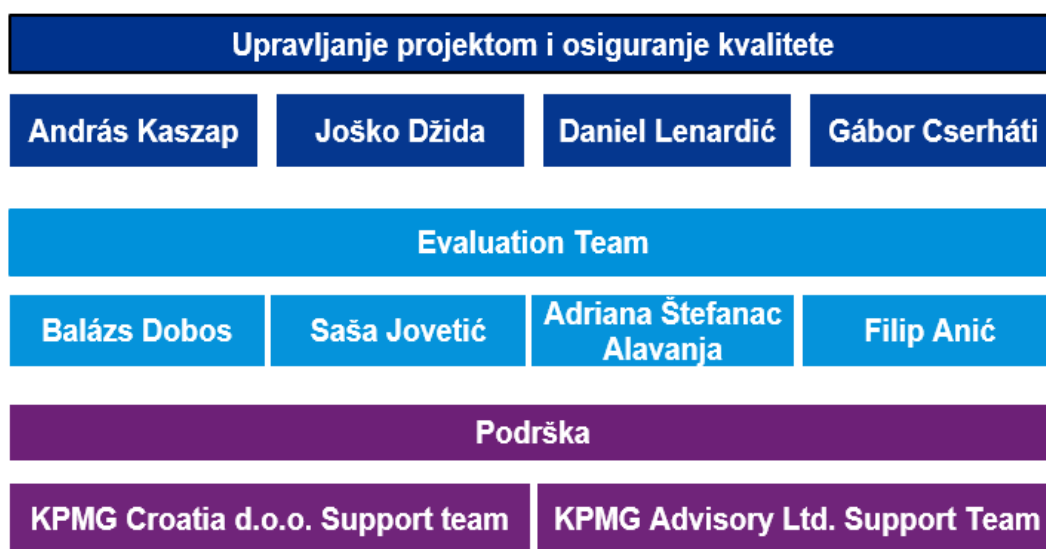 Upravljanje projektom i osiguranje kvalitete
András Kaszap
Joško Džida
Daniel Lenardić
Gábor Cserháti
Evaluation Team
Balázs Dobos
Saša Jovetić
Adriana Štefanac
Alavanja
Filip Anić
Podrška
KPMG Croatia d.o.o. Support team
KPMG Advisory Ltd. Support Team